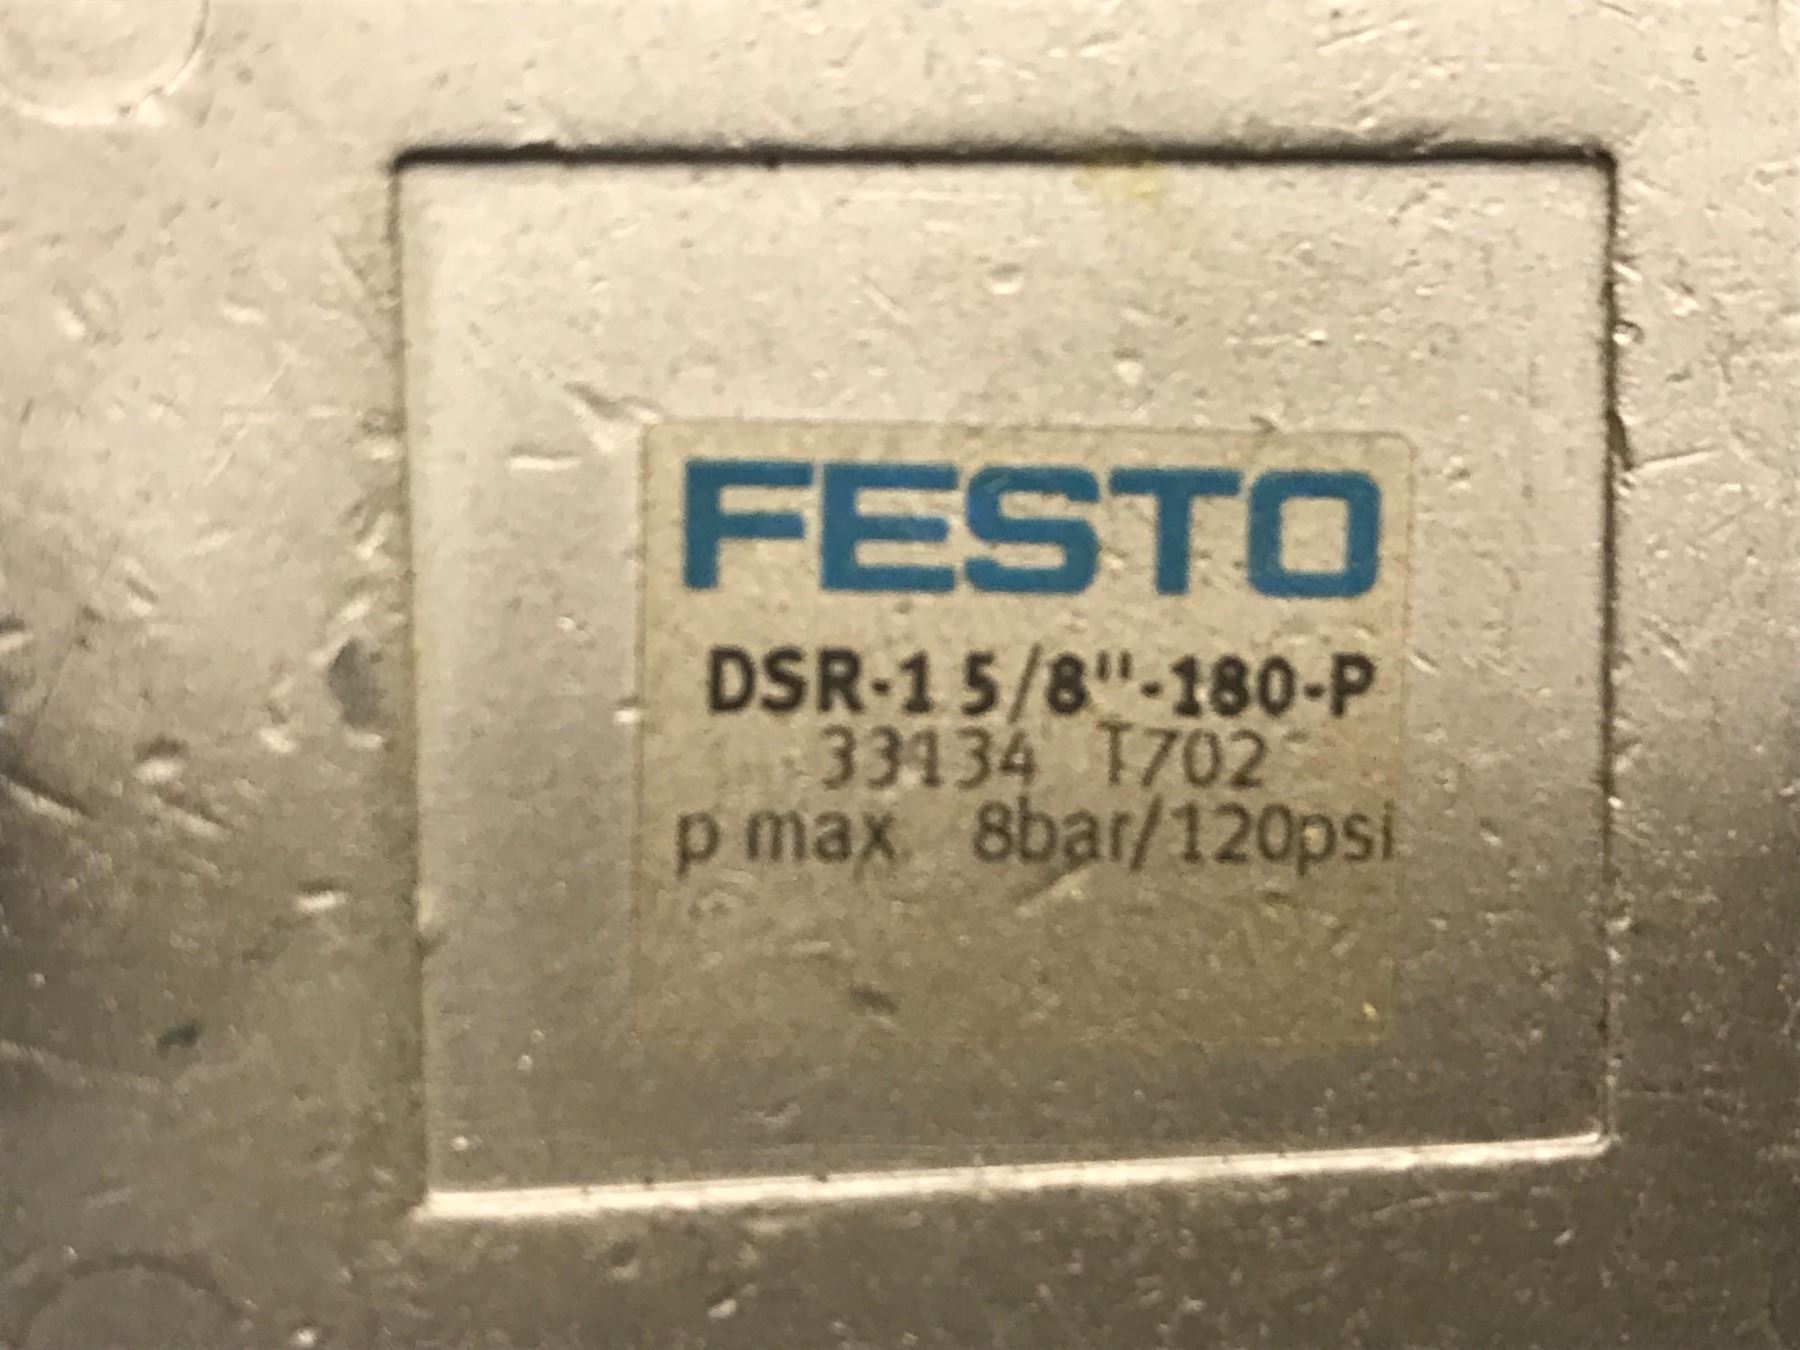 FESTO
DSR-1 5/8"-180-P
33134 T702
p max 8bar/120psi